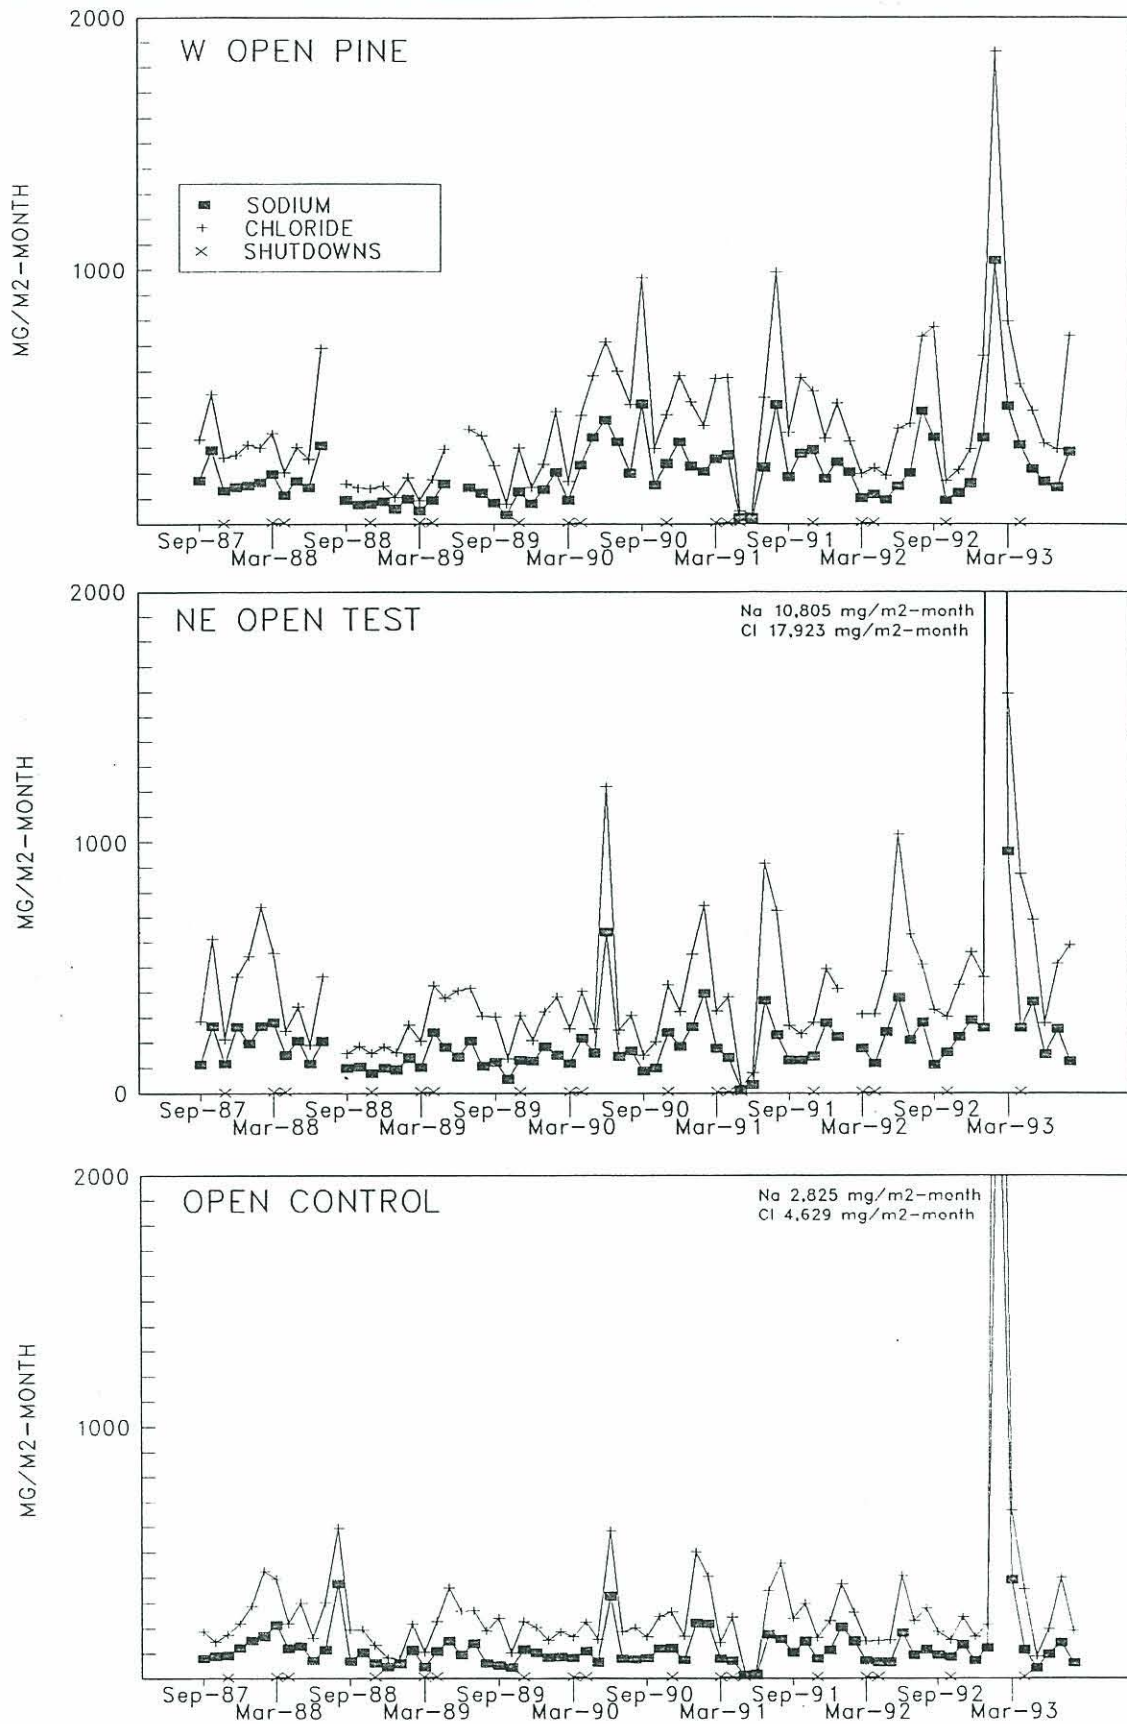 2000
W OPEN PINE
SODIUM
CHLORIDE
SHUTDOWNS
1000
MG/M2-MONTH
Sep-87 Sep-88 Sep-89 Sep-90 Sep-91 Sep-92
Mar-88 Mar-89 Mar-90 Mar-91 Mar-92 Mar-93
2000
NE OPEN TEST
Na 10,805 mg/m2-month
Cl 17,923 mg/m2-month
1000
MG/M2-MONTH
0
Sep-87 Sep-88 Sep-89 Sep-90 Sep-91 Sep-92
Mar-88 Mar-89 Mar-90 Mar-91 Mar-92 Mar-93
2000
OPEN CONTROL
Na 2,825 mg/m2-month
Cl 4,629 mg/m2-month
1000
MG/M2-MONTH
Sep-87 Sep-88 Sep-89 Sep-90 Sep-91 Sep-92
Mar-88 Mar-89 Mar-90 Mar-91 Mar-92 Mar-93